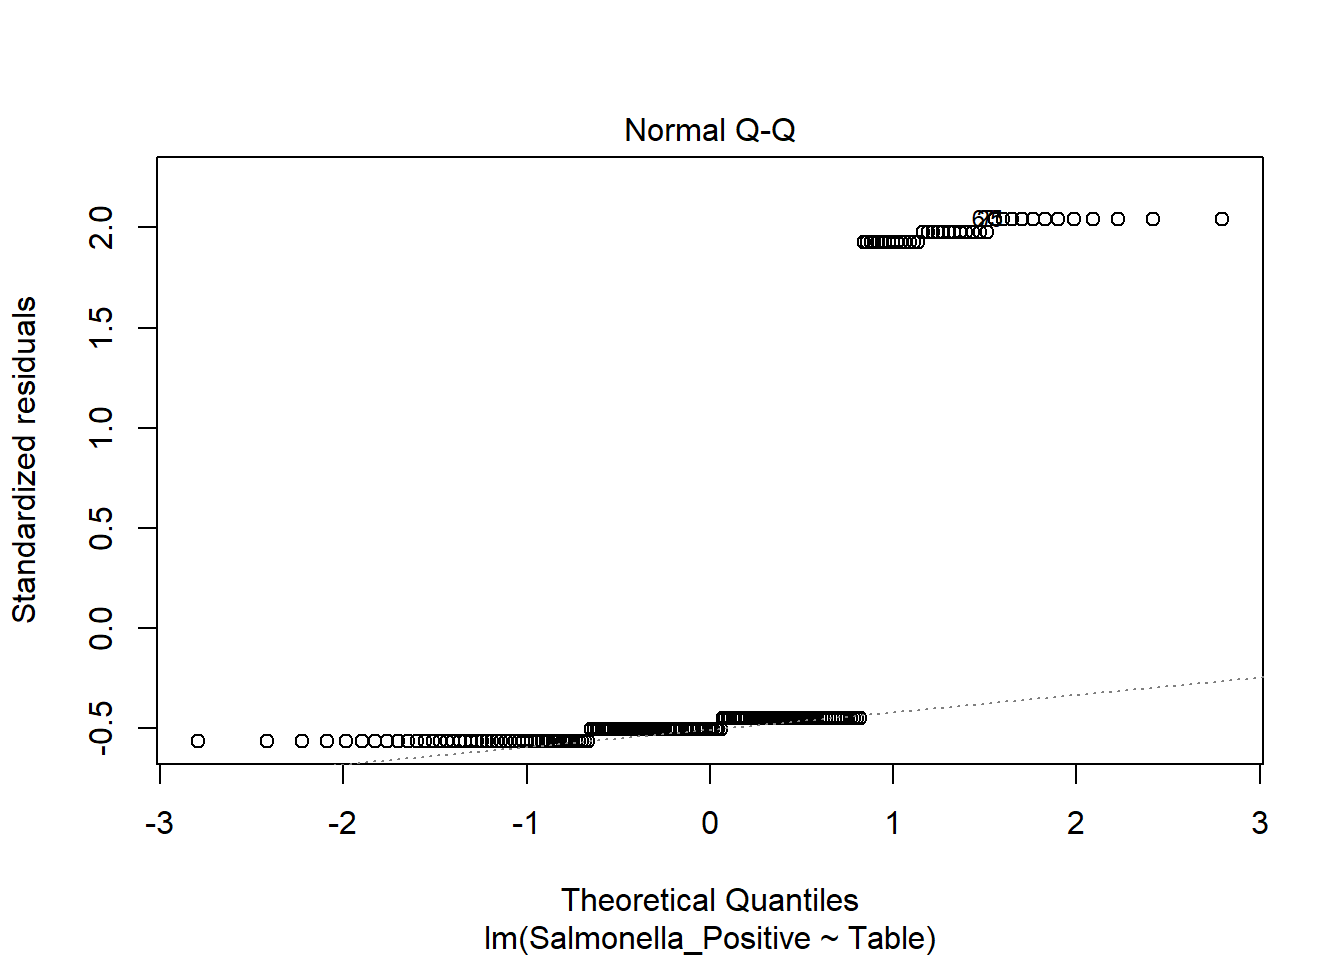 Normal Q-Q
Standardized residuals
2.0
1.5
1.0
0.5
0.0
-0.5
-3 -2 -1 0 1 2 3
Theoretical Quantiles
lm(Salmonella_Positive ~ Table)